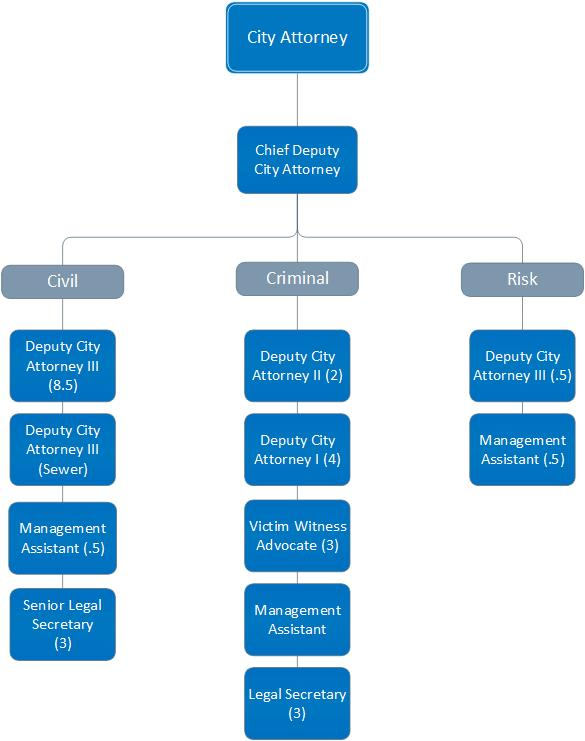 City Attorney
Chief Deputy
City Attorney
Civil
Criminal
Risk
Deputy City
Attorney III
(8.5)
Deputy City
Attorney III
(Sewer)
Management
Assistant (.5)
Senior Legal
Secretary
(3)
Deputy City
Attorney II (2)
Deputy City
Attorney I (4)
Victim Witness
Advocate (3)
Management
Assistant
Legal Secretary
(3)
Deputy City
Attorney III (.5)
Management
Assistant (.5)